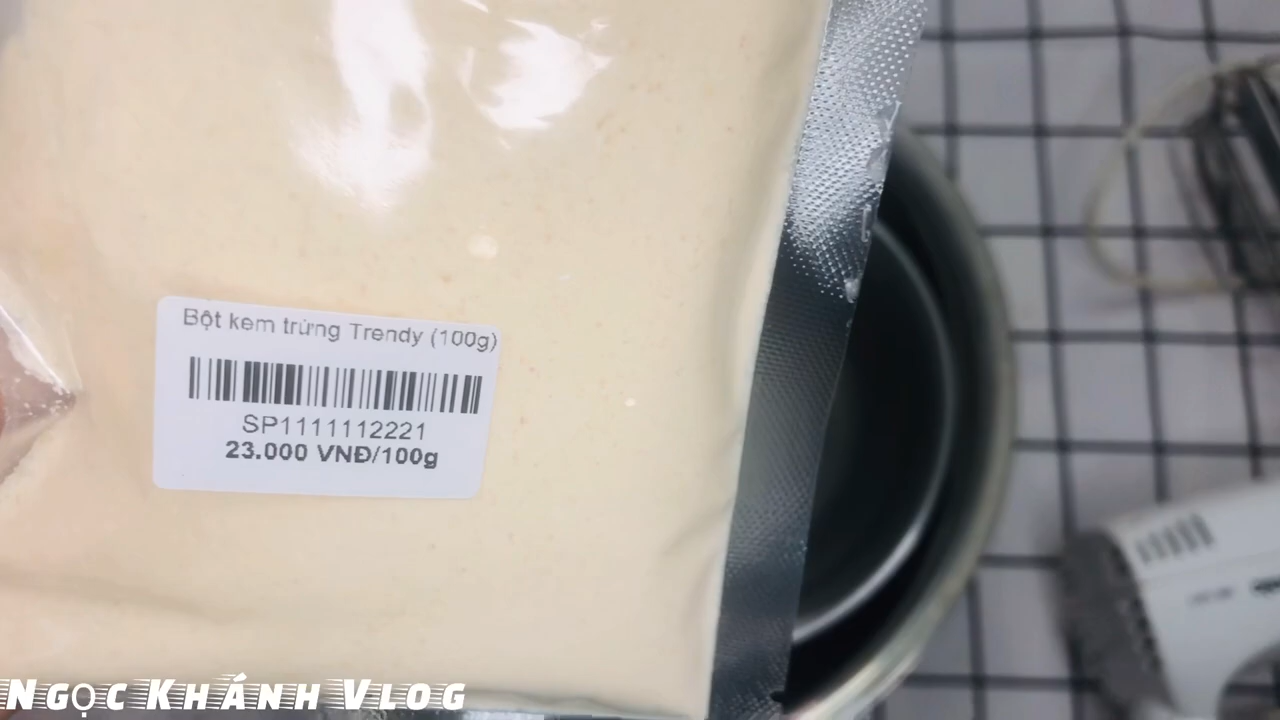 Bột kem trứng Trendy (100g)
SP1111112221
23.000 VNĐ/100g
NGỌC KHÁNH VLOG